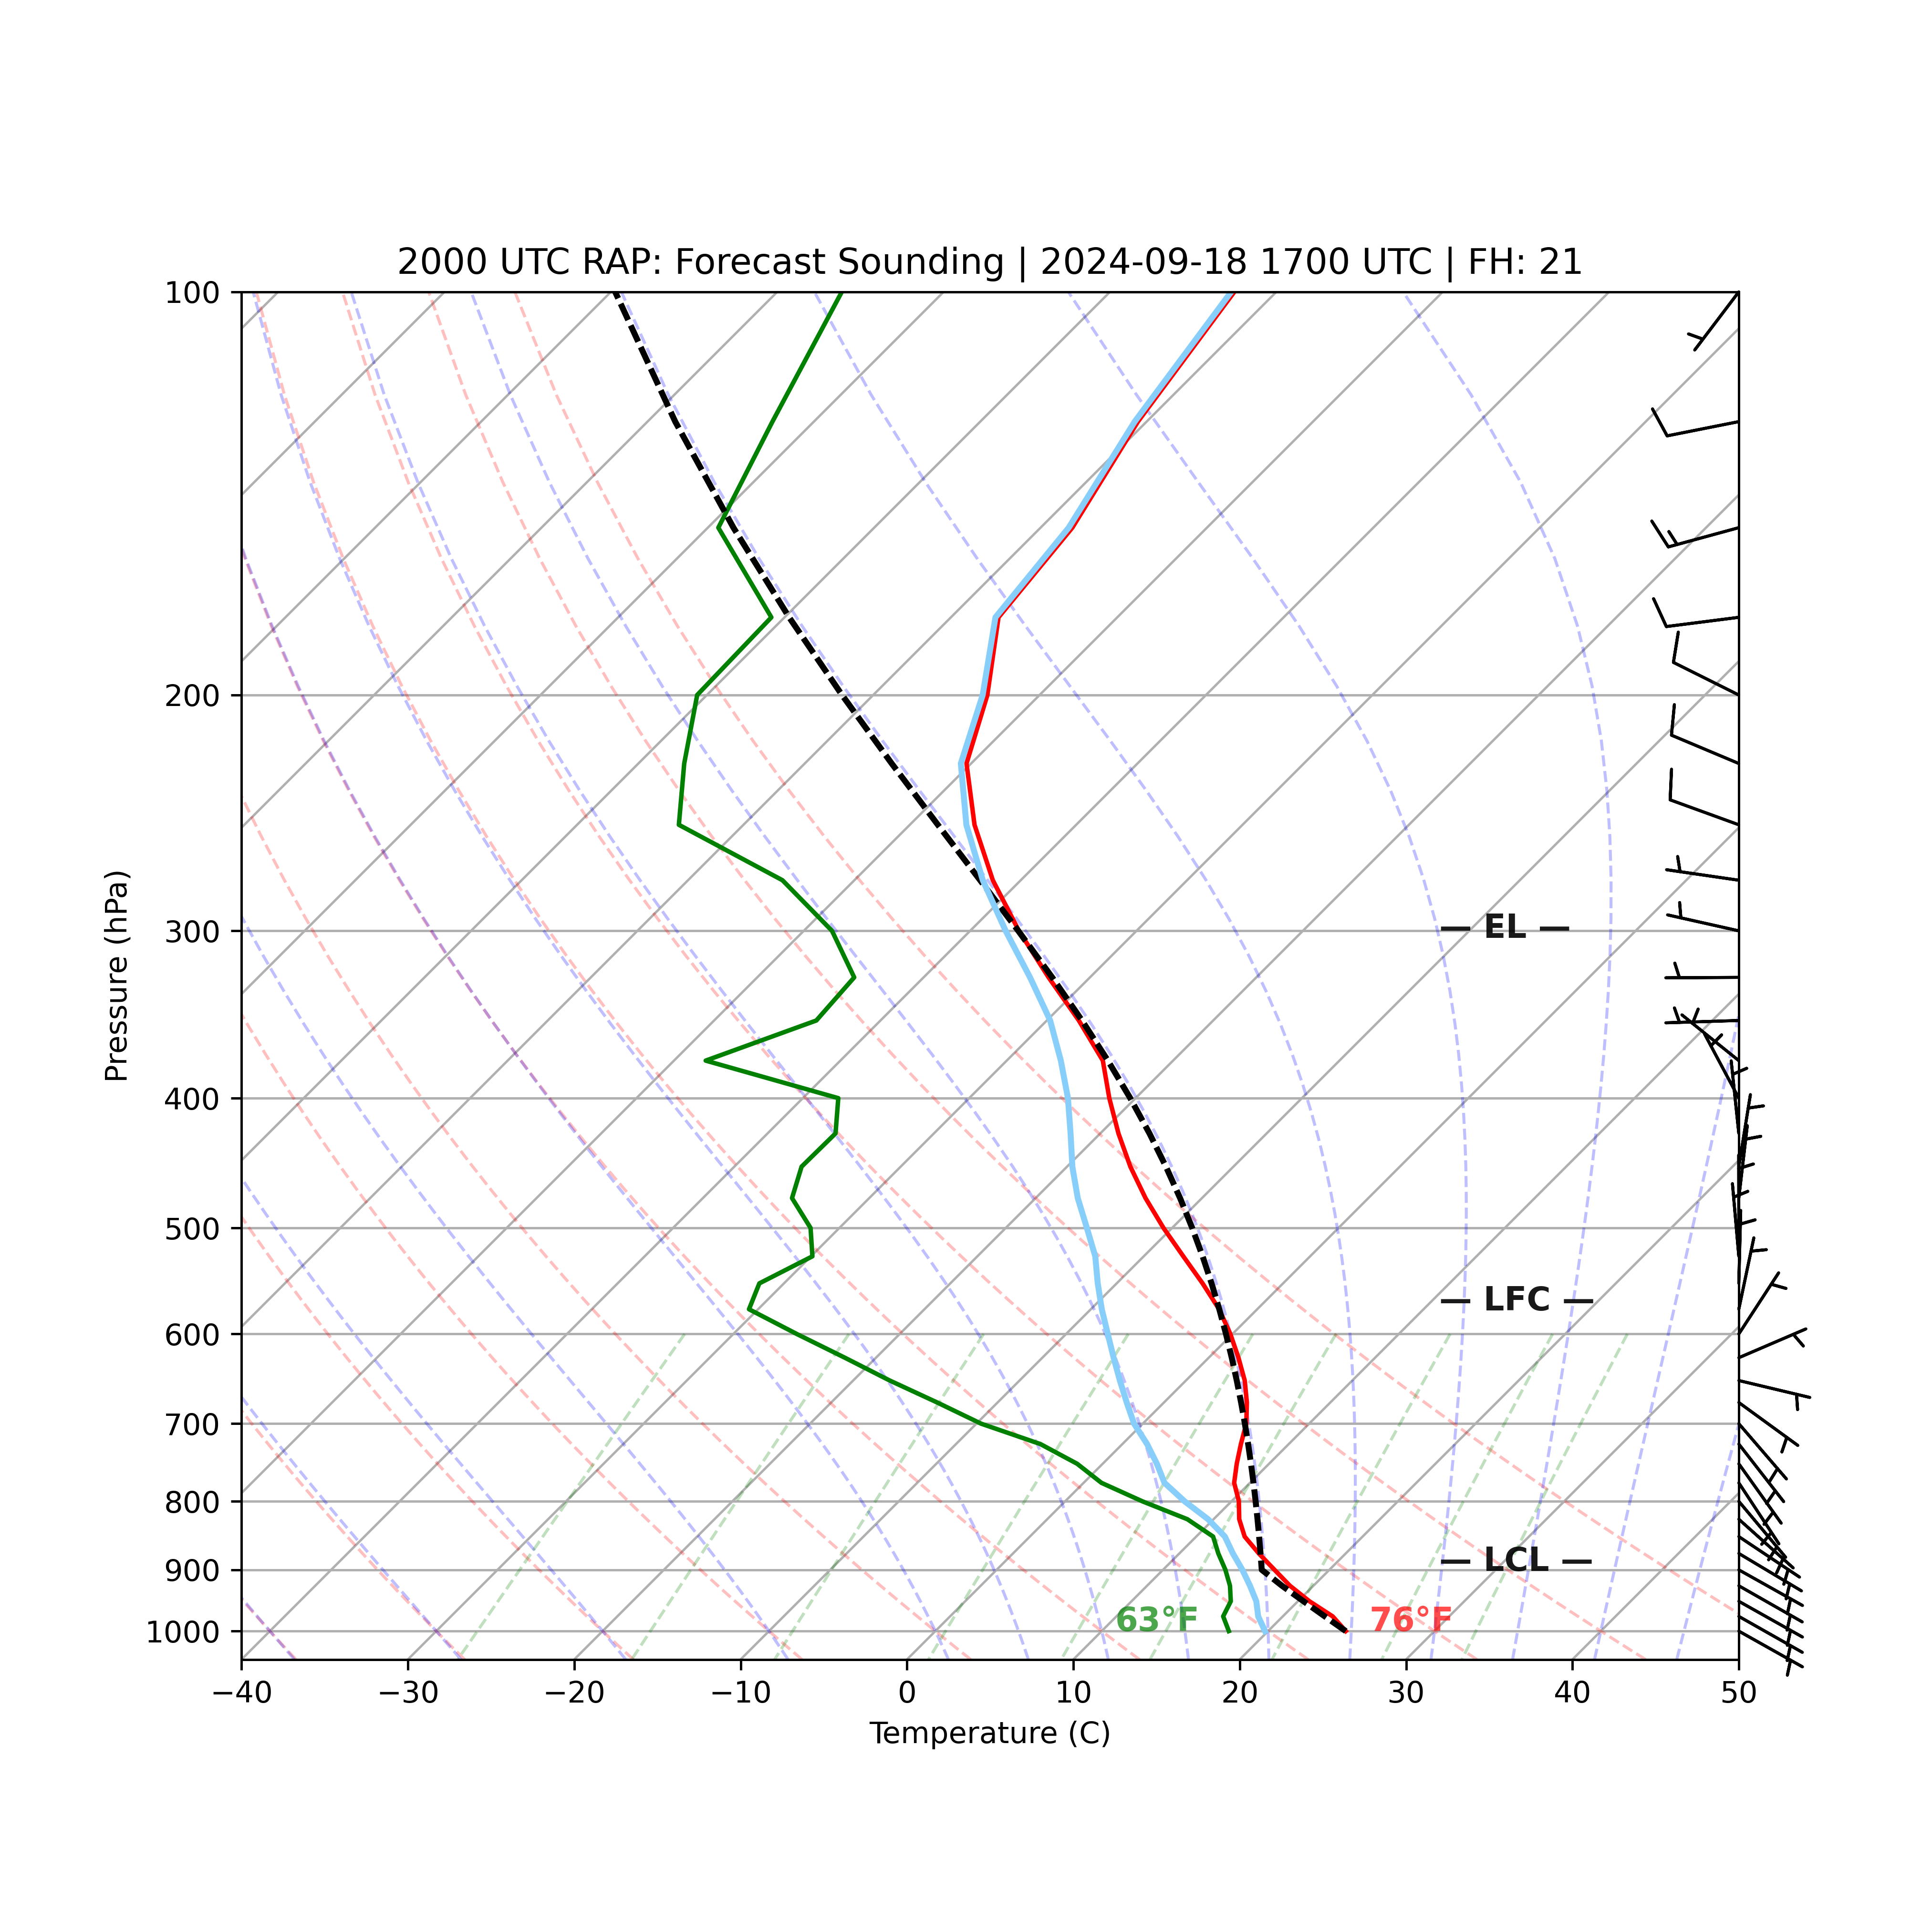 2000 UTC RAP: Forecast Sounding | 2024-09-18 1700 UTC | FH: 21
100
200
300
400
500
600
700
800
900
1000
Pressure (hPa)
— EL —
— LFC —
— LCL —
63°F
76°F
−40
−30
−20
−10
0
10
20
30
40
50
Temperature (C)